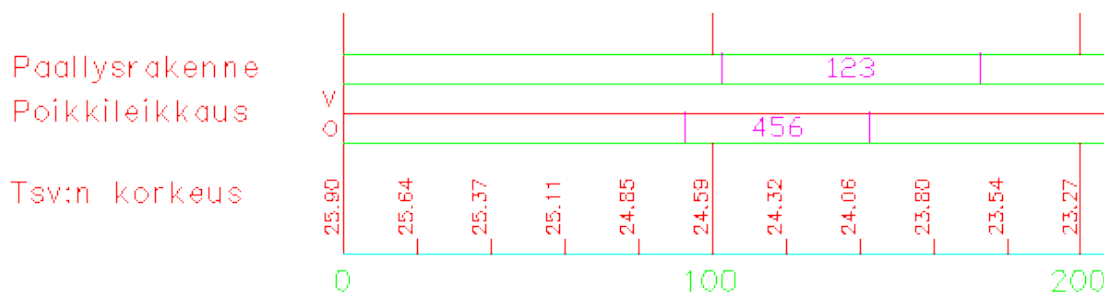 Paallysrakenne 123
V
Poikkileikkaus
O 456
Tsv:n korkeus 25.90 25.64 25.37 25.11 24.85 24.59 24.32 24.06 23.80 23.54 23.27
0 100 200